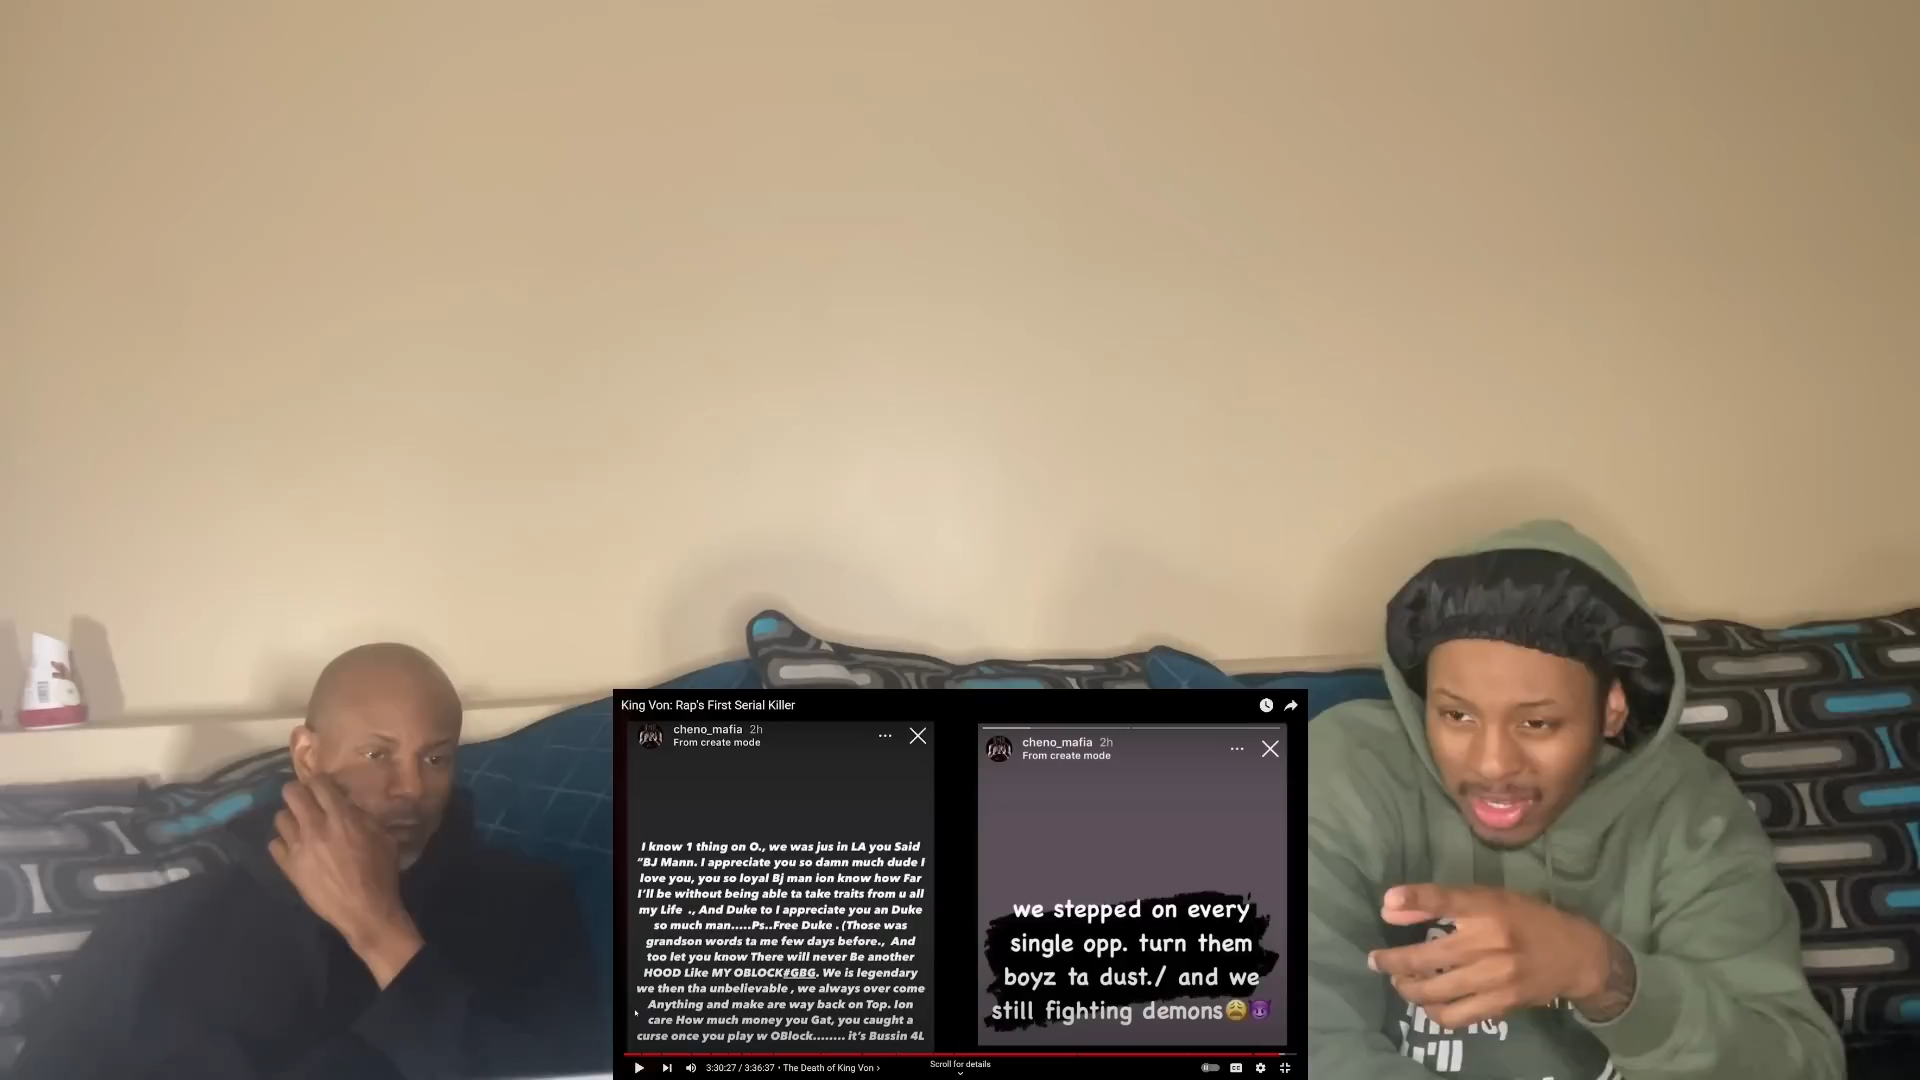 King Von: Rap's First Serial Killer
cheno_mafia 2h
From create mode
I know 1 thing on O., we was jus in LA you Said
"BJ Mann. I appreciate you so damn much dude I
love you, you so loyal Bj man ion know how Far
I'll be without being able ta take traits from u all
my Life ., And Duke to I appreciate you an Duke
so much man.....Ps..Free Duke . (Those was
grandson words ta me few days before., And
too let you know There will never Be another
HOOD Like MY OBLOCK#GBG. We is legendary
we then tha unbelievable , we always over come
Anything and make are way back on Top. Ion
care How much money you Gat, you caught a
curse once you play w OBlock........ it's Bussin 4L
cheno_mafia 2h
From create mode
we stepped on every
single opp. turn them
boyz ta dust./ and we
still fighting demons😩😈
3:30:27 / 3:36:37 • The Death of King Von ›
Scroll for details